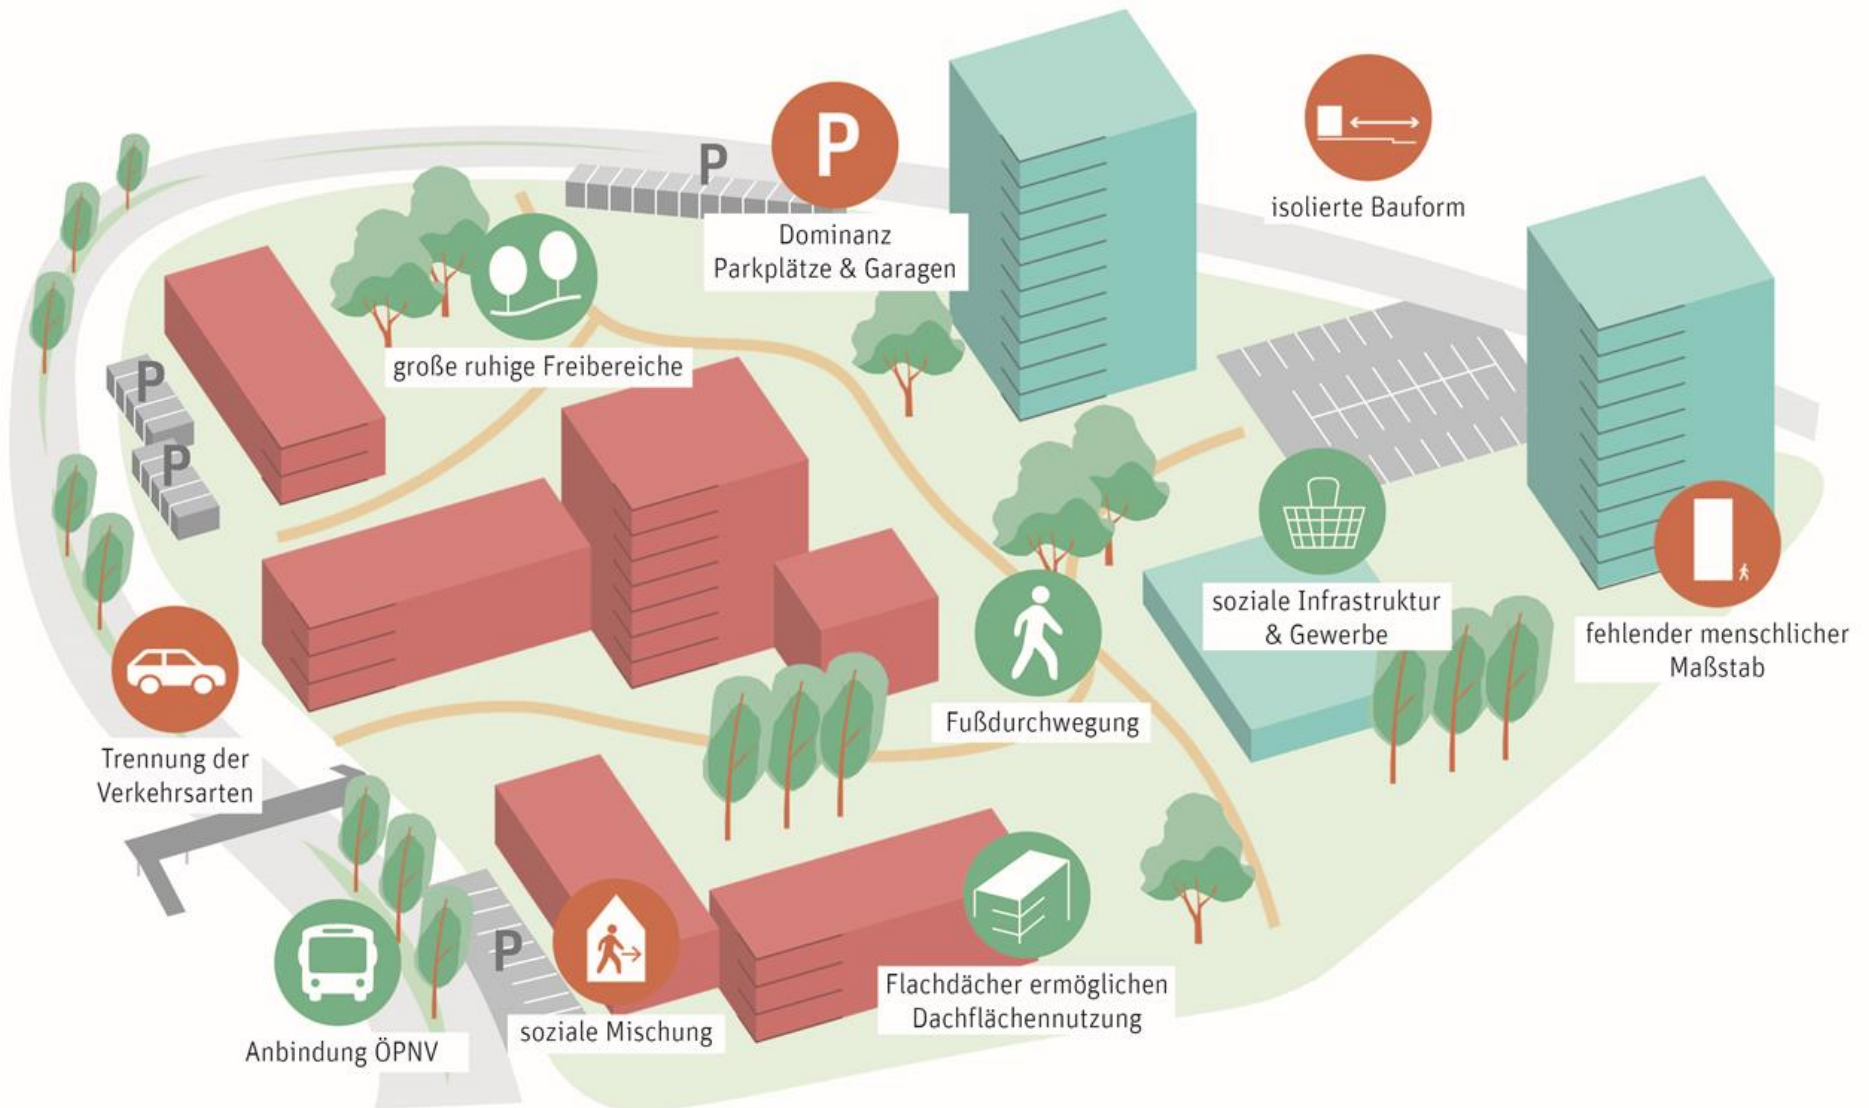 P
P
isolierte Bauform
Dominanz
Parkplätze & Garagen
große ruhige Freibereiche
P
P
soziale Infrastruktur
& Gewerbe
fehlender menschlicher
Maßstab
Fußdurchwegung
Trennung der
Verkehrsarten
P
Flachdächer ermöglichen
Dachflächennutzung
soziale Mischung
Anbindung ÖPNV